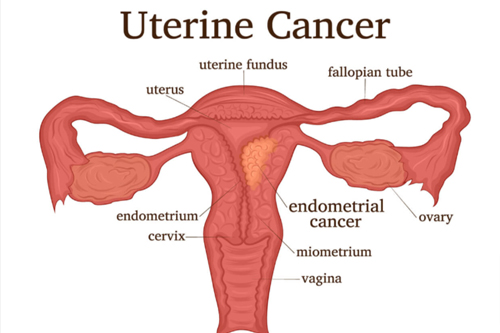 Uterine Cancer
uterine fundus
fallopian tube
uterus
endometrium
endometrial
cancer
ovary
cervix
miometrium
vagina